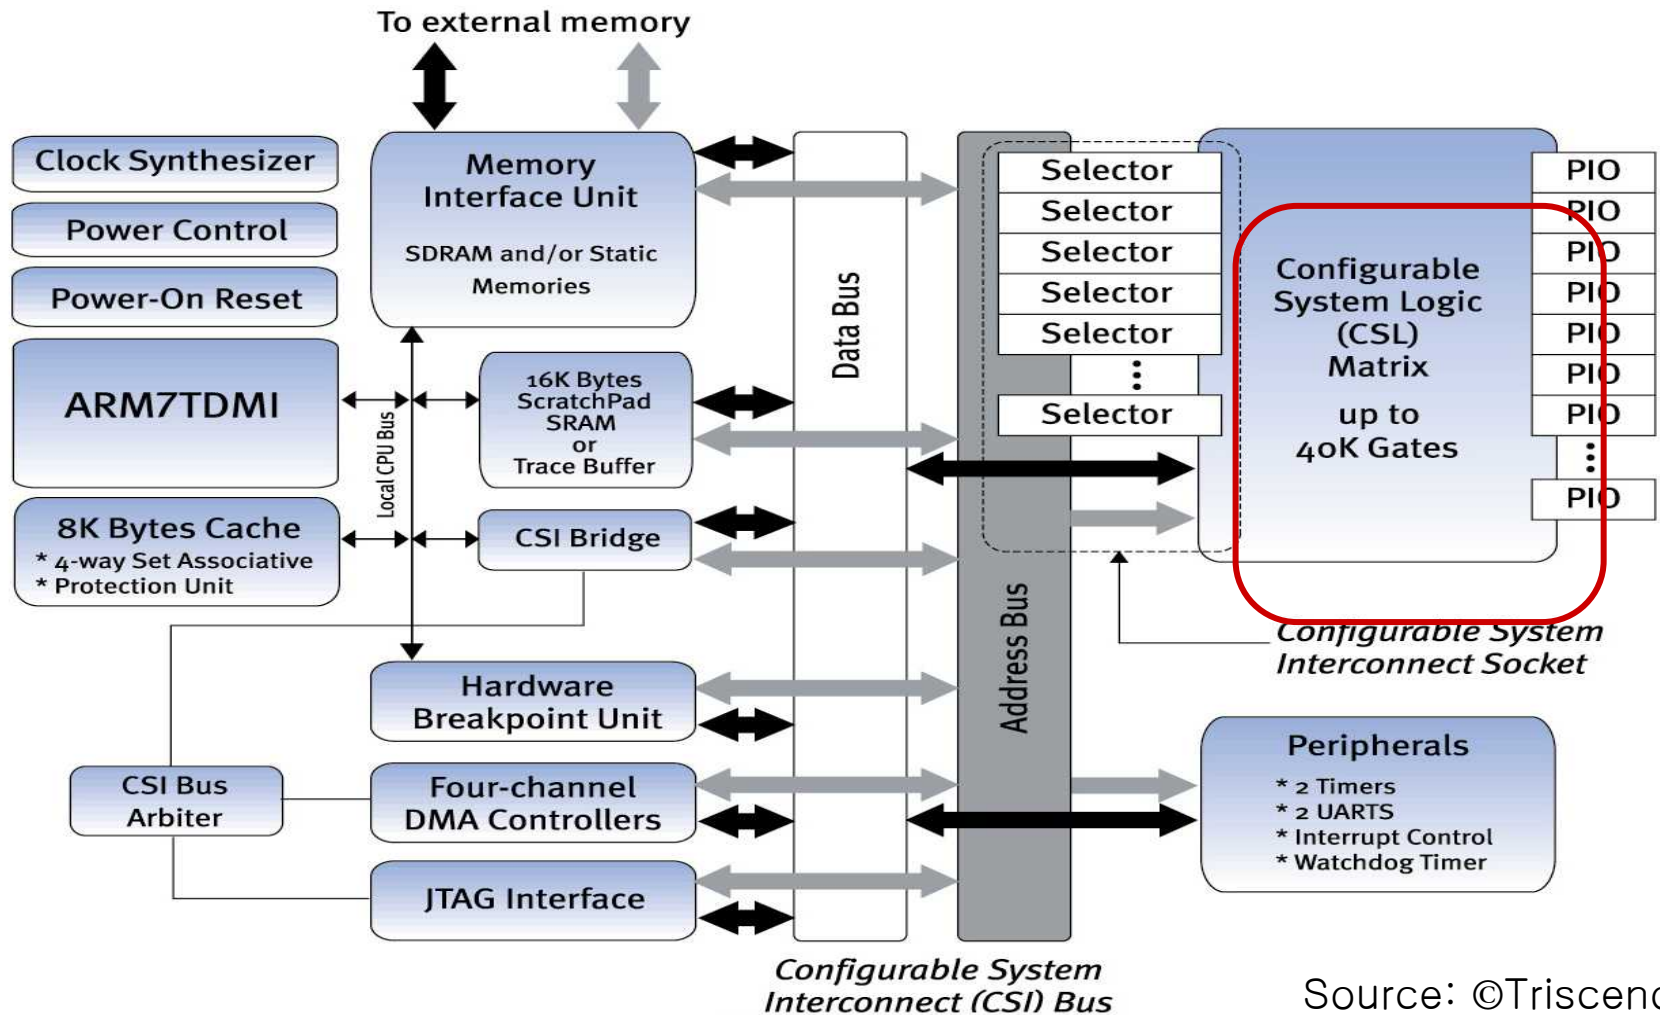 To external memory
Clock Synthesizer
Power Control
Power-On Reset
ARM7TDMI
8K Bytes Cache
* 4-way Set Associative
* Protection Unit
Memory
Interface Unit
SDRAM and/or Static
Memories
Local CPU Bus
16K Bytes
ScratchPad
SRAM
or
Trace Buffer
CSI Bridge
Hardware
Breakpoint Unit
CSI Bus
Arbiter
Four-channel
DMA Controllers
JTAG Interface
Data Bus
Address Bus
Selector
Selector
Selector
Selector
Selector
⋮
Selector
Configurable
System Logic
(CSL)
Matrix
up to
40K Gates
PIO
PIO
PIO
PIO
PIO
PIO
PIO
⋮
PIO
Configurable System
Interconnect Socket
Peripherals
* 2 Timers
* 2 UARTS
* Interrupt Control
* Watchdog Timer
Configurable System
Interconnect (CSI) Bus
Source: ©Triscend